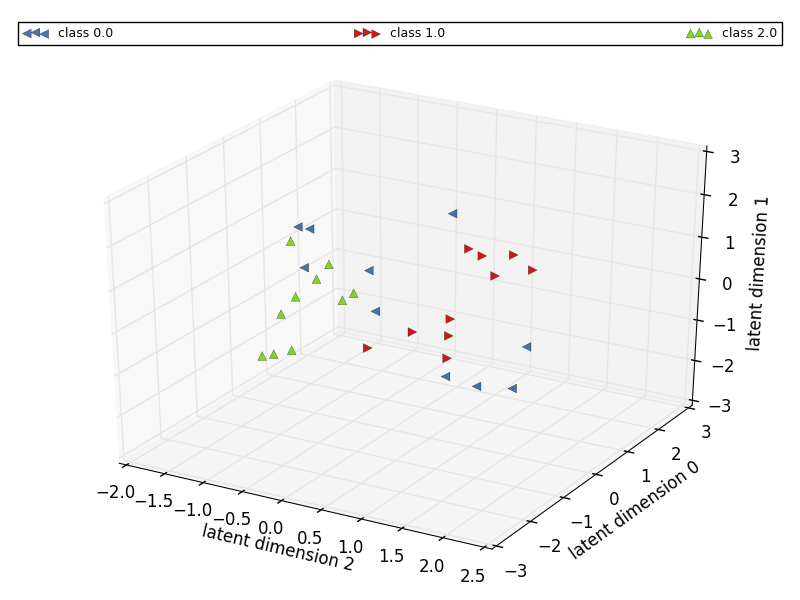 class 0.0 class 1.0 class 2.0
3
2
1
0
−1
−2
−3
latent dimension 1
3
2
1
0
−1
−2
−3
latent dimension 0
−2.0 −1.5 −1.0 −0.5 0.0 0.5 1.0 1.5 2.0 2.5
latent dimension 2